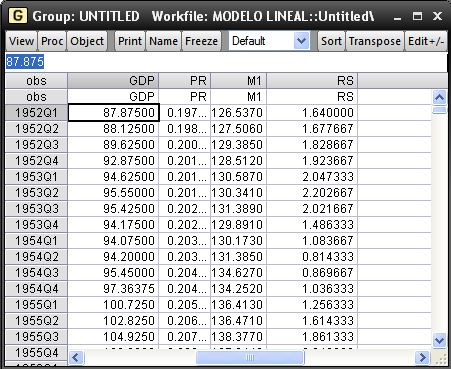 G Group: UNTITLED Workfile: MODELO LINEAL::Untitled\
View Proc Object Print Name Freeze Default Sort Transpose Edit+/-
87.875
obs GDP PR M1 RS
obs GDP PR M1 RS
1952Q1 87.87500 0.197... 126.5370 1.640000
1952Q2 88.12500 0.198... 127.5060 1.677667
1952Q3 89.62500 0.200... 129.3850 1.828667
1952Q4 92.87500 0.201... 128.5120 1.923667
1953Q1 94.62500 0.201... 130.5870 2.047333
1953Q2 95.55000 0.201... 130.3410 2.202667
1953Q3 95.42500 0.202... 131.3890 2.021667
1953Q4 94.17500 0.202... 129.8910 1.486333
1954Q1 94.07500 0.203... 130.1730 1.083667
1954Q2 94.20000 0.203... 131.3850 0.814333
1954Q3 95.45000 0.204... 134.6270 0.869667
1954Q4 97.36375 0.204... 134.2520 1.036333
1955Q1 100.7250 0.205... 136.4130 1.256333
1955Q2 102.8250 0.206... 136.4710 1.614333
1955Q3 104.9250 0.207... 138.3770 1.861333
1955Q4